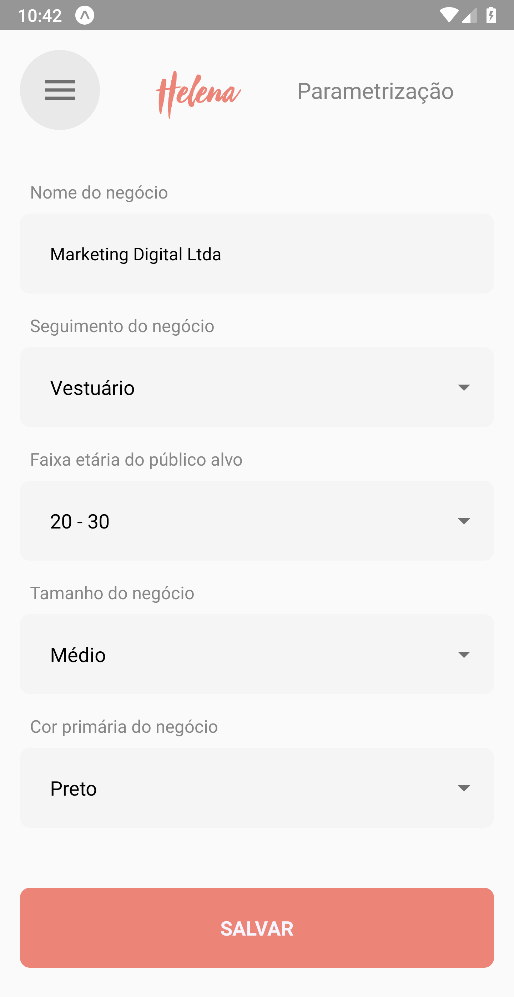 10:42
Helena
Parametrização
Nome do negócio
Marketing Digital Ltda
Seguimento do negócio
Vestuário
Faixa etária do público alvo
20 - 30
Tamanho do negócio
Médio
Cor primária do negócio
Preto
SALVAR